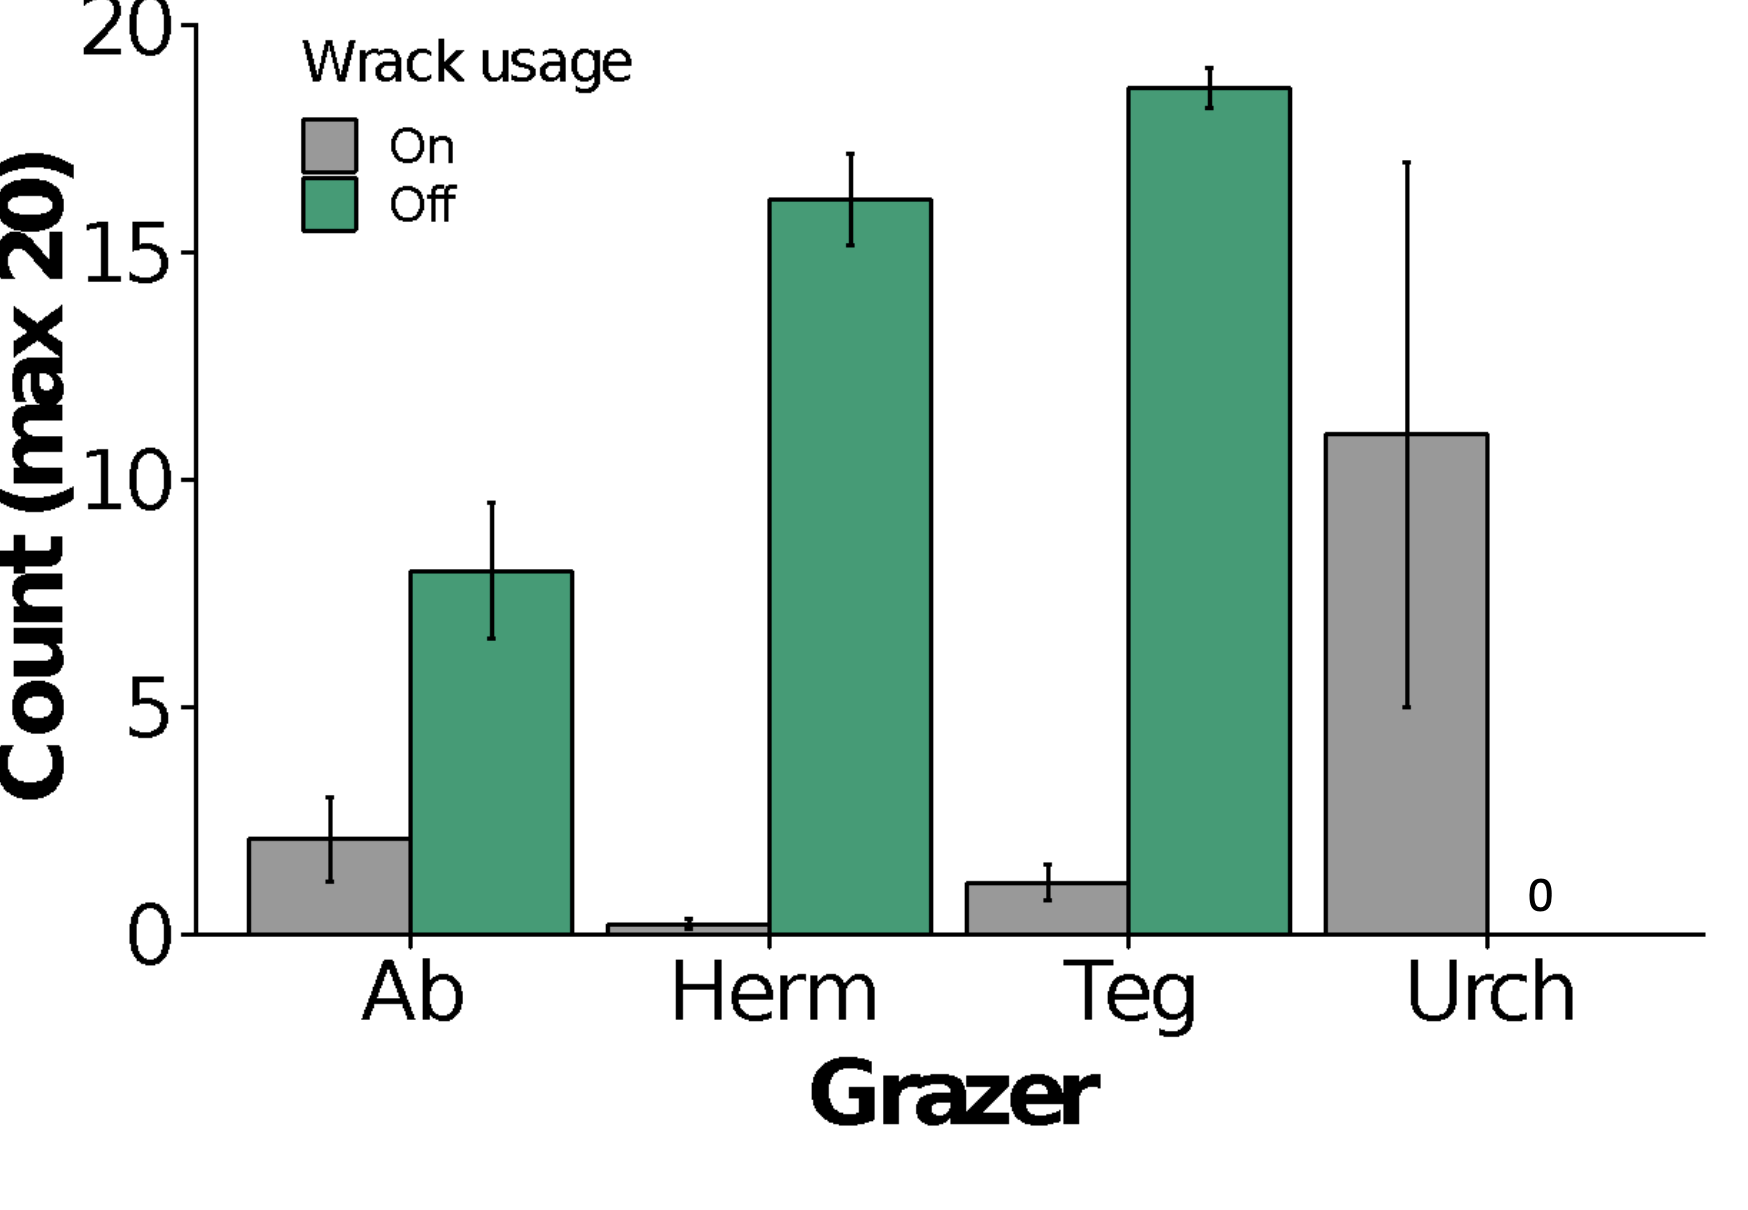 20
Wrack usage
On
Off
15
10
5
0
Count (max 20)
0
Ab Herm Teg Urch
Grazer